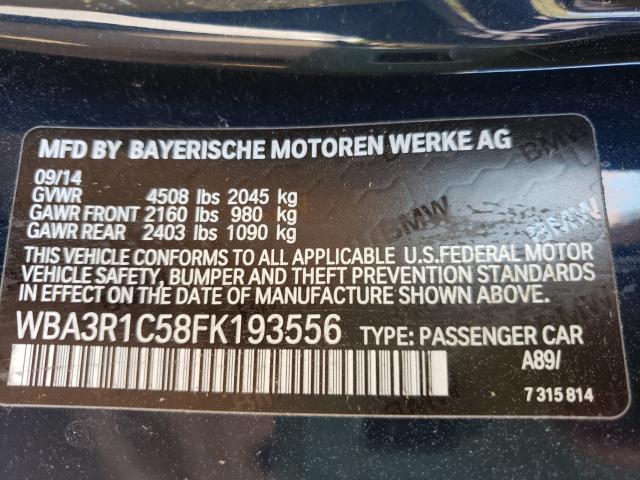 MFD BY BAYERISCHE MOTOREN WERKE AG
09/14
GVWR 4508 lbs 2045 kg
GAWR FRONT 2160 lbs 980 kg
GAWR REAR 2403 lbs 1090 kg
THIS VEHICLE CONFORMS TO ALL APPLICABLE U.S.FEDERAL MOTOR
VEHICLE SAFETY, BUMPER AND THEFT PREVENTION STANDARDS
IN EFFECT ON THE DATE OF MANUFACTURE SHOWN ABOVE.
WBA3R1C58FK193556 TYPE: PASSENGER CAR
A89/
7 315 814
BMW
BMW
BMW